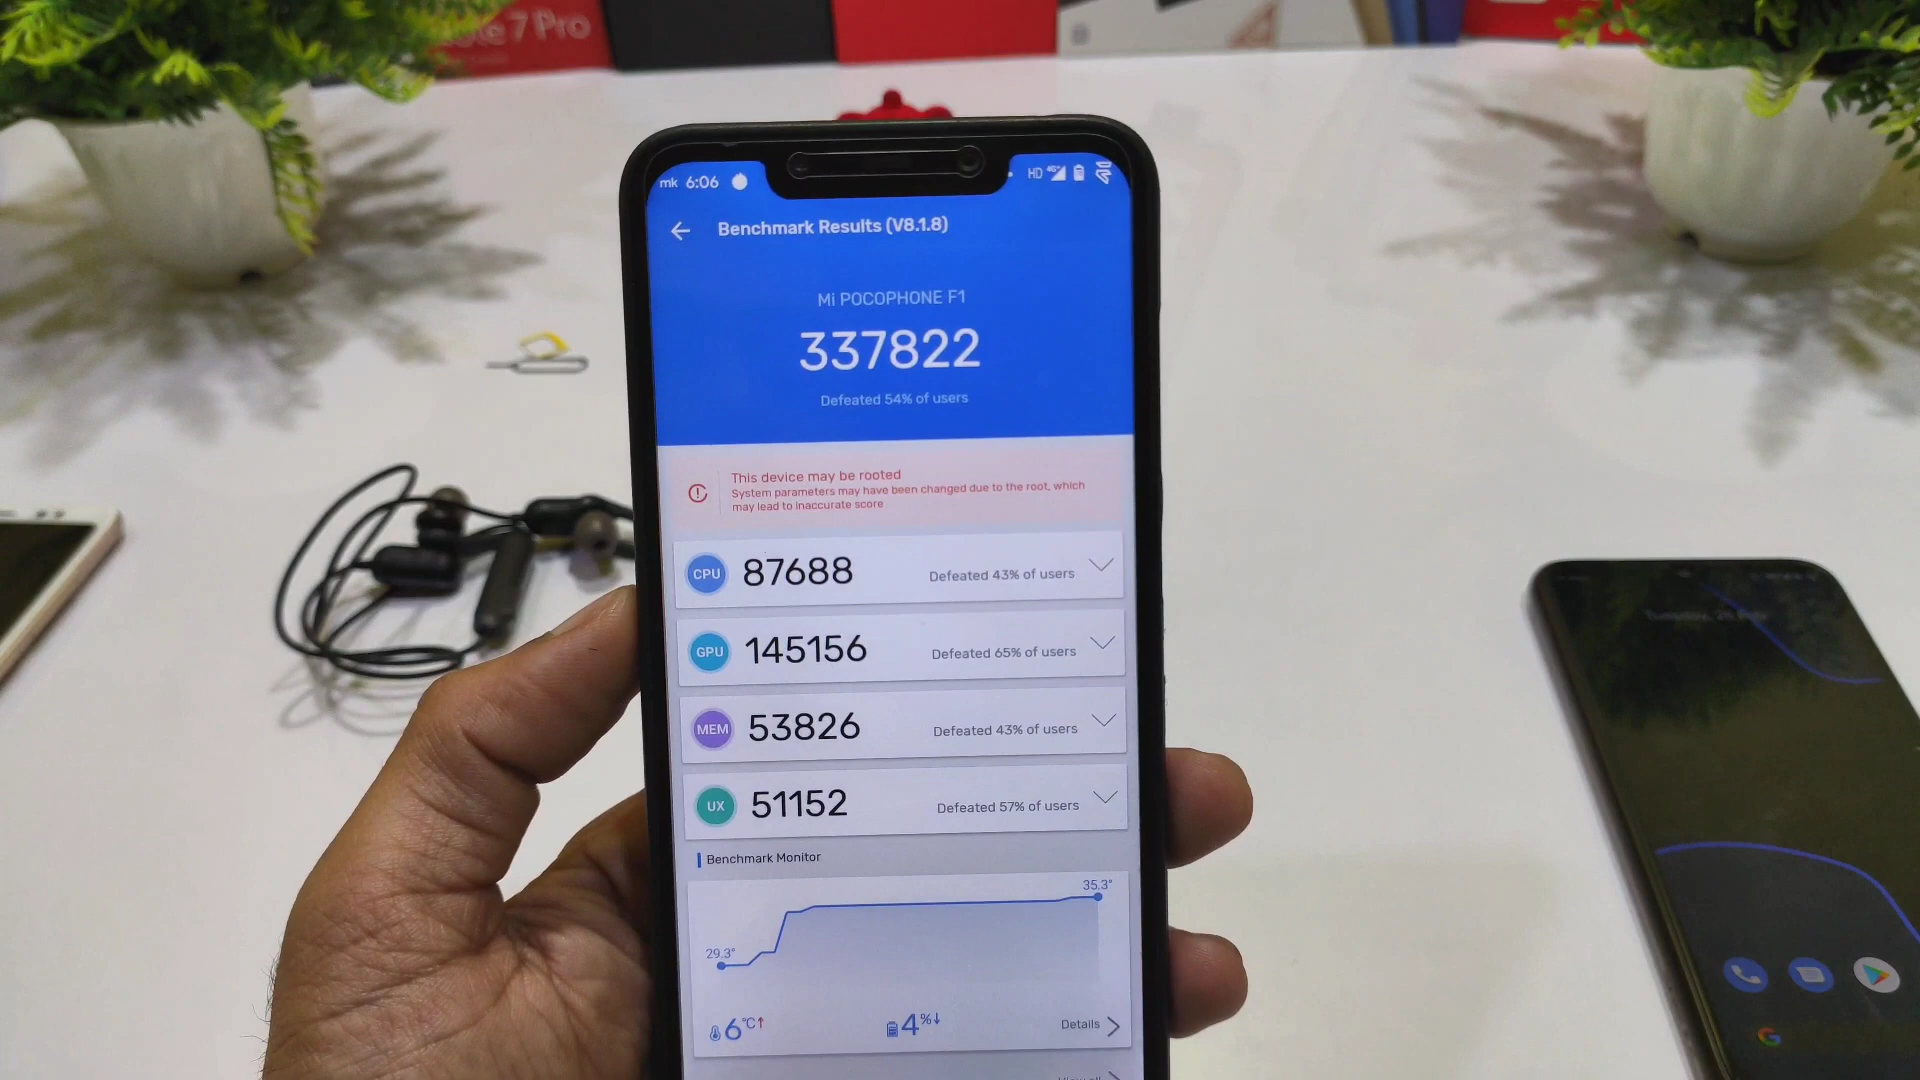 Note 7 Pro
mk 6:06
HD 4G+
Benchmark Results (V8.1.8)
Mi POCOPHONE F1
337822
Defeated 54% of users
This device may be rooted
System parameters may have been changed due to the root, which
may lead to inaccurate score
CPU 87688 Defeated 43% of users
GPU 145156 Defeated 65% of users
MEM 53826 Defeated 43% of users
UX 51152 Defeated 57% of users
Benchmark Monitor
35.3°
29.3°
6°C↑ 4%↓ Details